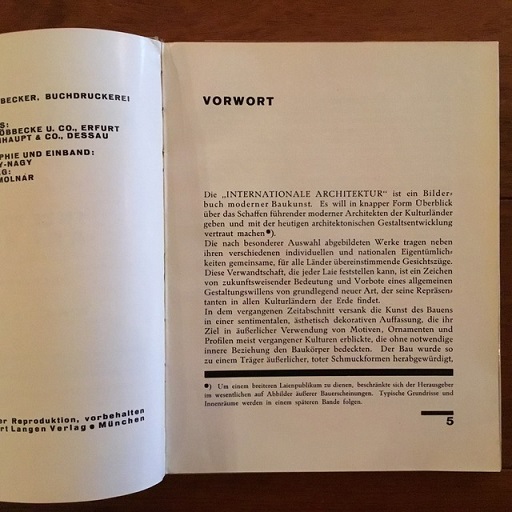 BECKER, BUCHDRUCKEREI
S:
ÖBBECKE U. CO., ERFURT
HAUPT & CO., DESSAU
PHIE UND EINBAND:
Y-NAGY
G:
MOLNAR
er Reproduktion, vorbehalten
rt Langen Verlag ● München
VORWORT
Die „INTERNATIONALE ARCHITEKTUR“ ist ein Bilder-
buch moderner Baukunst. Es will in knapper Form Überblick
über das Schaffen führender moderner Architekten der Kulturländer
geben und mit der heutigen architektonischen Gestaltsentwicklung
vertraut machen●).
Die nach besonderer Auswahl abgebildeten Werke tragen neben
ihren verschiedenen individuellen und nationalen Eigentümlich-
keiten gemeinsame, für alle Länder übereinstimmende Gesichtszüge.
Diese Verwandtschaft, die jeder Laie feststellen kann, ist ein Zeichen
von zukunftsweisender Bedeutung und Vorbote eines allgemeinen
Gestaltungswillens von grundlegend neuer Art, der seine Repräsen-
tanten in allen Kulturländern der Erde findet.
In dem vergangenen Zeitabschnitt versank die Kunst des Bauens
in einer sentimentalen, ästhetisch dekorativen Auffassung, die ihr
Ziel in äußerlicher Verwendung von Motiven, Ornamenten und
Profilen meist vergangener Kulturen erblickte, die ohne notwendige
innere Beziehung den Baukörper bedeckten. Der Bau wurde so
zu einem Träger äußerlicher, toter Schmuckformen herabgewürdigt,
●) Um einem breiteren Laienpublikum zu dienen, beschränkte sich der Herausgeber
im wesentlichen auf Abbilder äußerer Bauerscheinungen. Typische Grundrisse und
Innenräume werden in einem späteren Bande folgen.
5